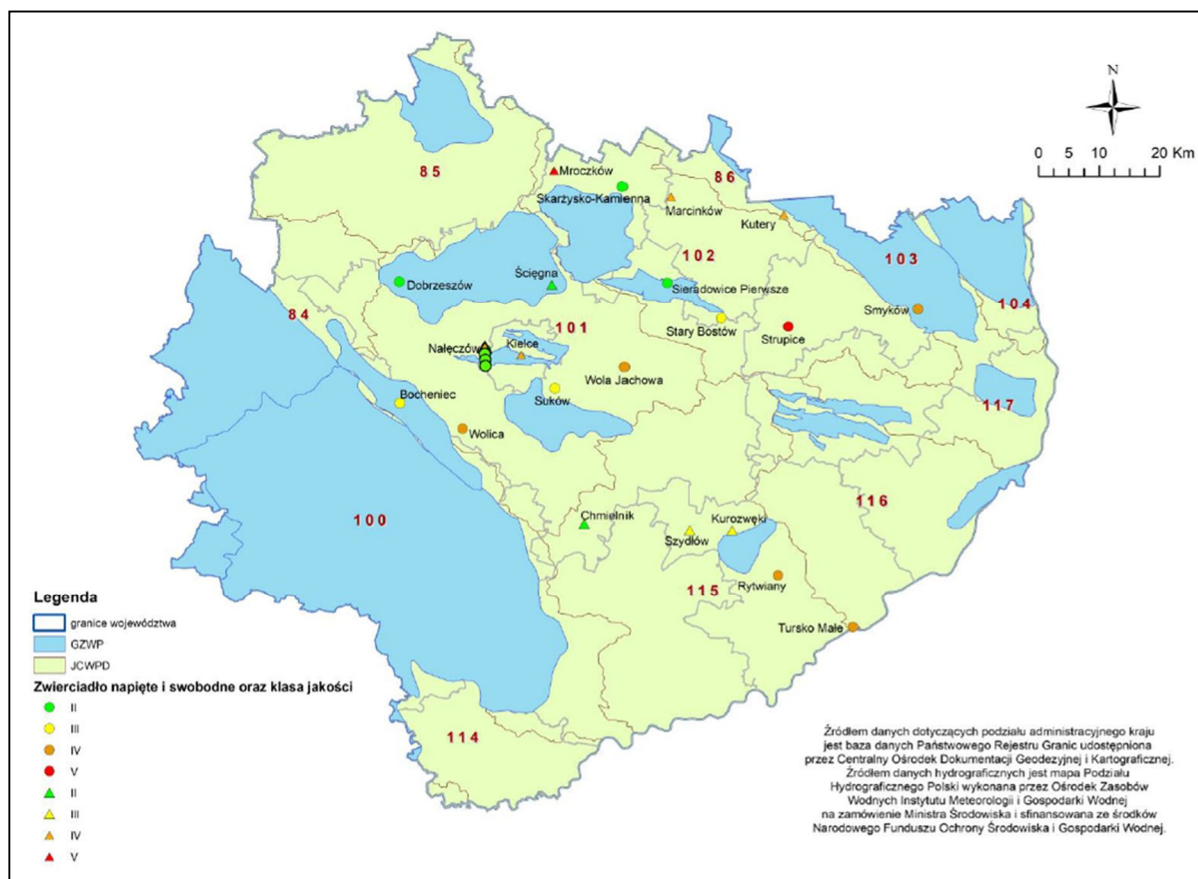 N
0 5 10 20 Km
85
Mroczków
86
Skarżysko-Kamienna
Marcinków
Kutery
102
103
Dobrzeszów
Ścięgna
Sieradowice Pierwsze
104
84
101
Stary Bostów
Smyków
Strupice
Nałęczów
Kielce
Wola Jachowa
Bocheniec
Suków
117
Wolica
116
100
Chmielnik
Kurozwęki
Szydłów
Rytwiany
115
Tursko Małe
114
Legenda
granice województwa
GZWP
JCWPD
Zwierciadło napięte i swobodne oraz klasa jakości
II
III
IV
V
II
III
IV
V
Źródłem danych dotyczących podziału administracyjnego kraju
jest baza danych Państwowego Rejestru Granic udostępniona
przez Centralny Ośrodek Dokumentacji Geodezyjnej i Kartograficznej.
Źródłem danych hydrograficznych jest mapa Podziału
Hydrograficznego Polski wykonana przez Ośrodek Zasobów
Wodnych Instytutu Meteorologii i Gospodarki Wodnej
na zamówienie Ministra Środowiska i sfinansowana ze środków
Narodowego Funduszu Ochrony Środowiska i Gospodarki Wodnej.